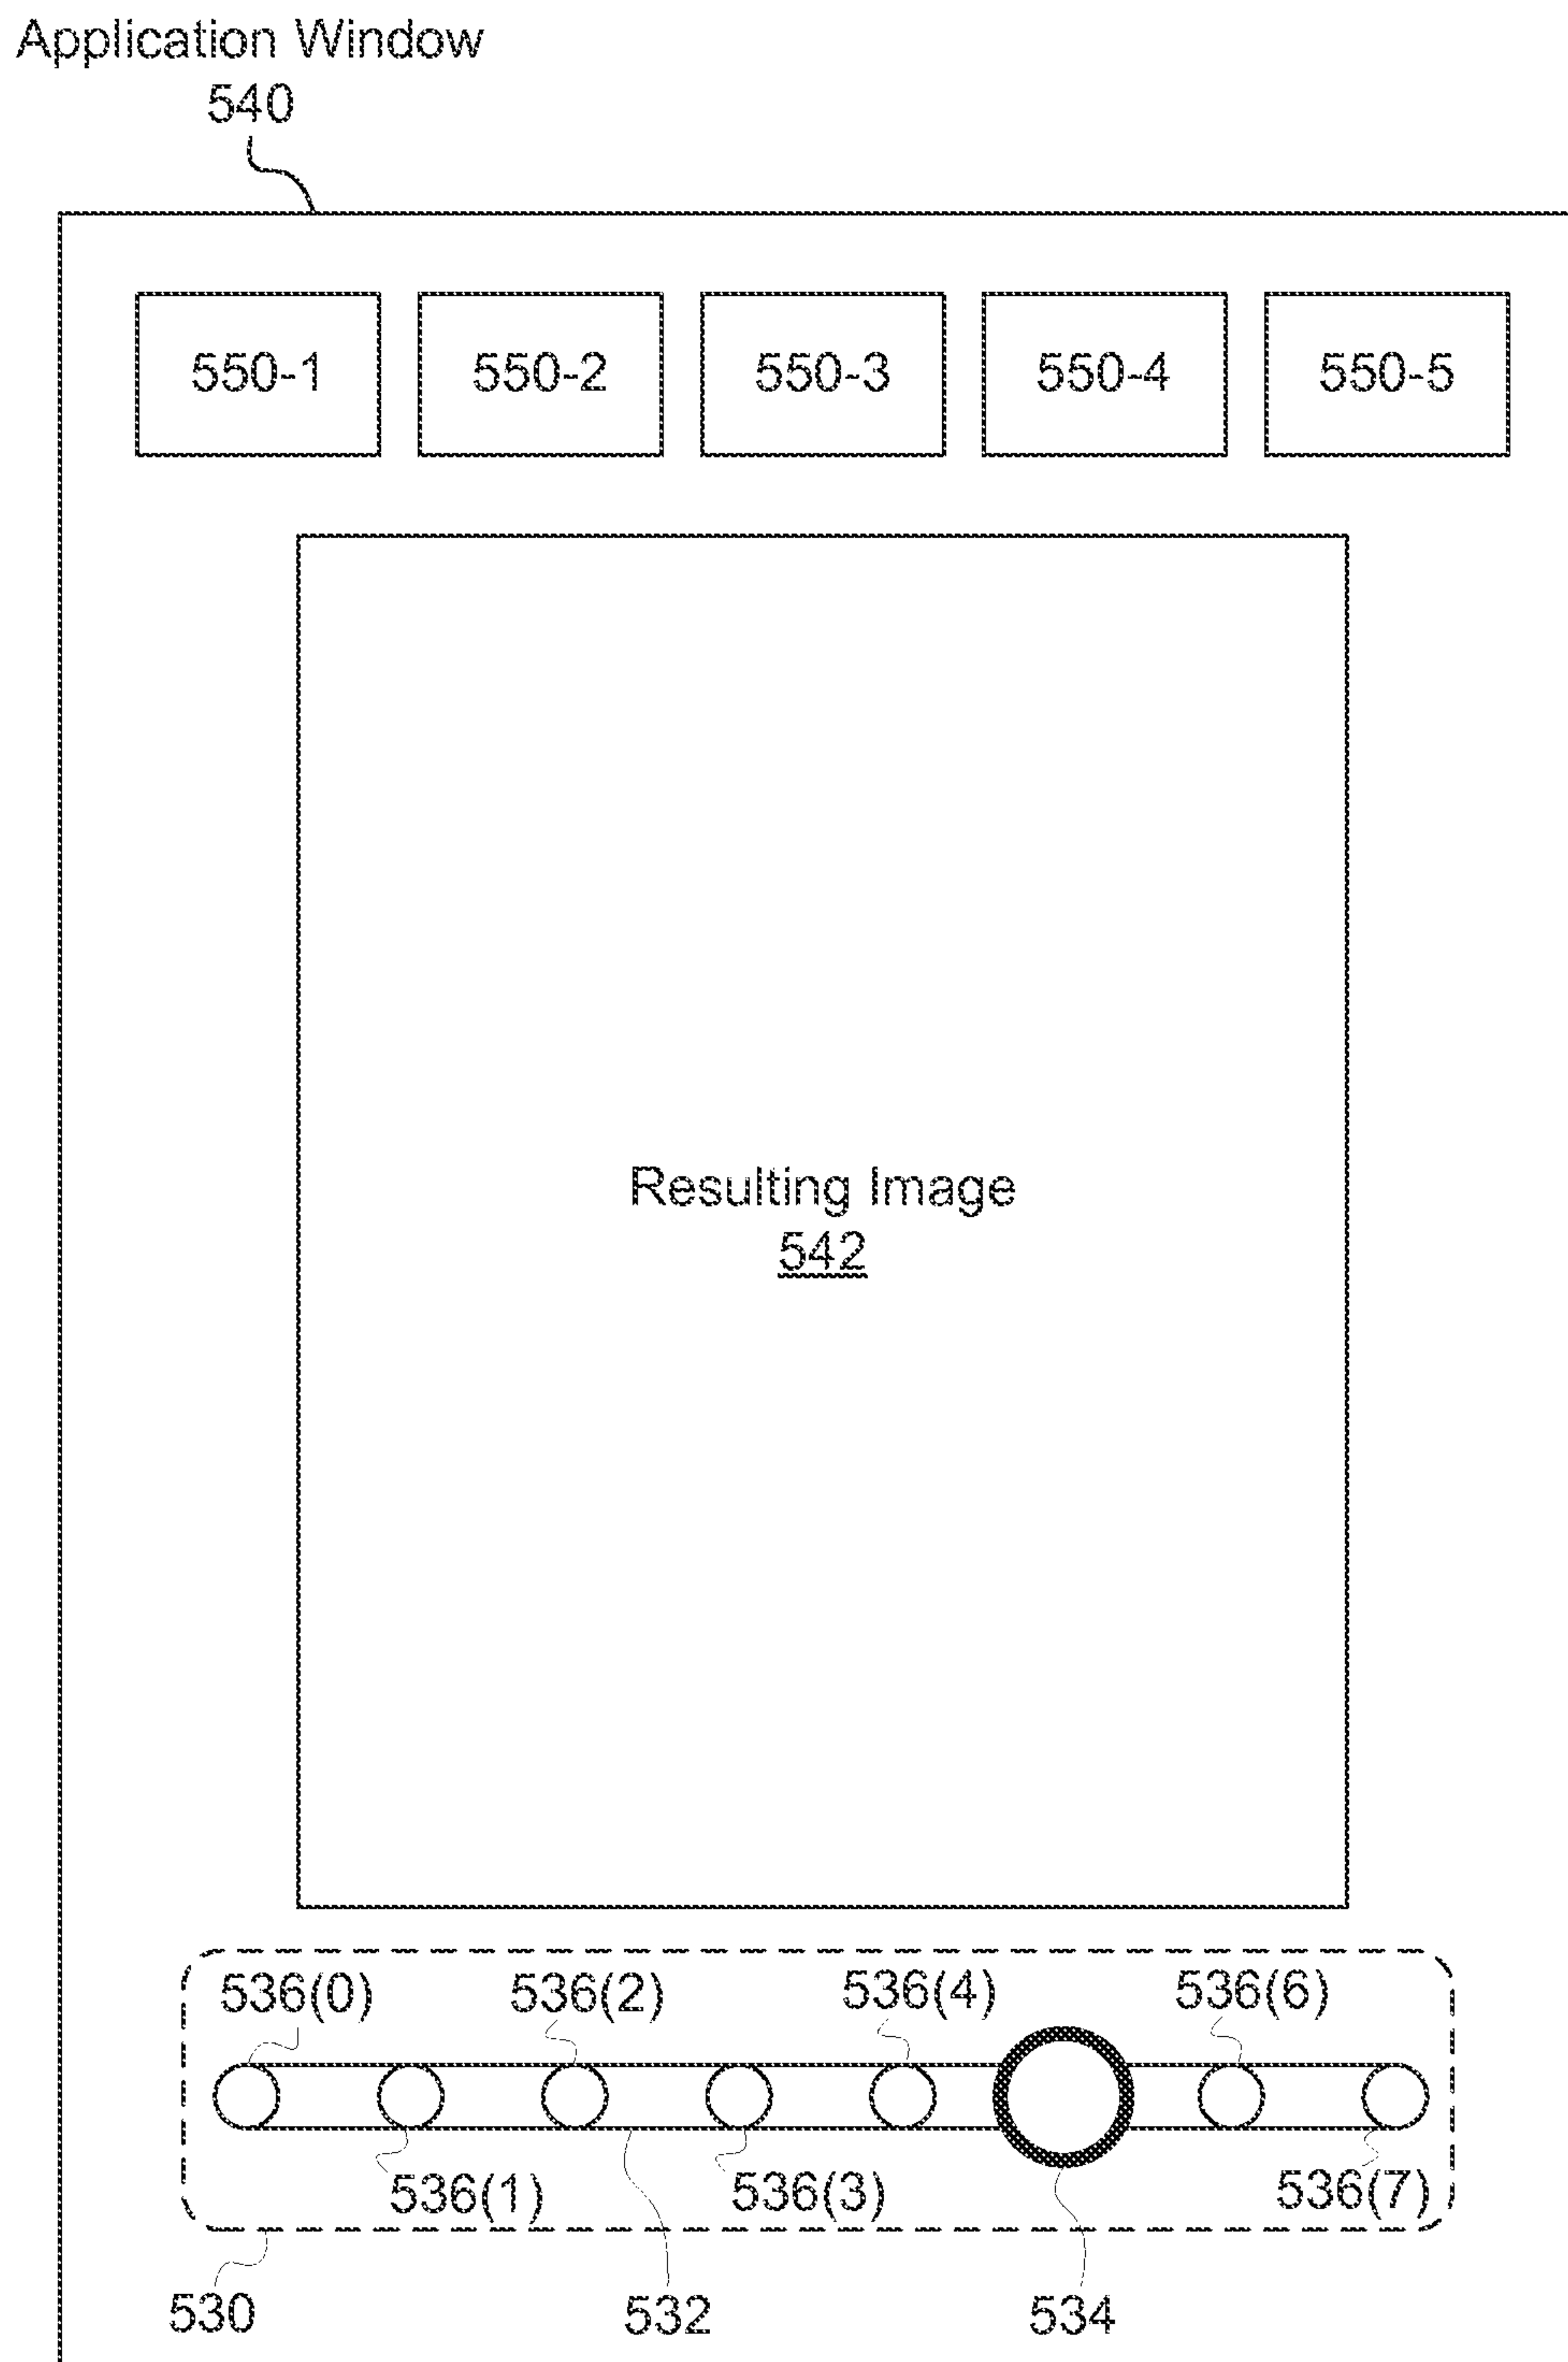 Application Window
540
550-1 550-2 550-3 550-4 550-5
Resulting Image
542
536(0) 536(2) 536(4) 536(6)
536(1) 536(3) 536(7)
530 532 534